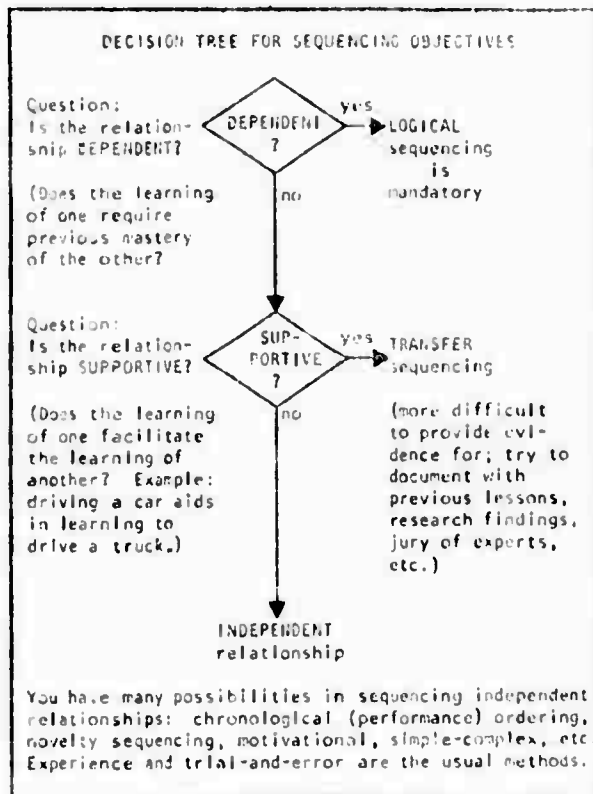 DECISION TREE FOR SEQUENCING OBJECTIVES
Question:
Is the relation-
ship DEPENDENT?
(Does the learning
of one require
previous mastery
of the other?
DEPENDENT
?
yes
LOGICAL
sequencing
is
mandatory
no
Question:
Is the relation-
ship SUPPORTIVE?
(Does the learning
of one facilitate
the learning of
another? Example:
driving a car aids
in learning to
drive a truck.)
SUP-
PORTIVE
?
yes
TRANSFER
sequencing
(more difficult
to provide evi-
dence for; try to
document with
previous lessons,
research findings,
jury of experts,
etc.)
no
INDEPENDENT
relationship
You have many possibilities in sequencing independent
relationships: chronological (performance) ordering,
novelty sequencing, motivational, simple-complex, etc
Experience and trial-and-error are the usual methods.